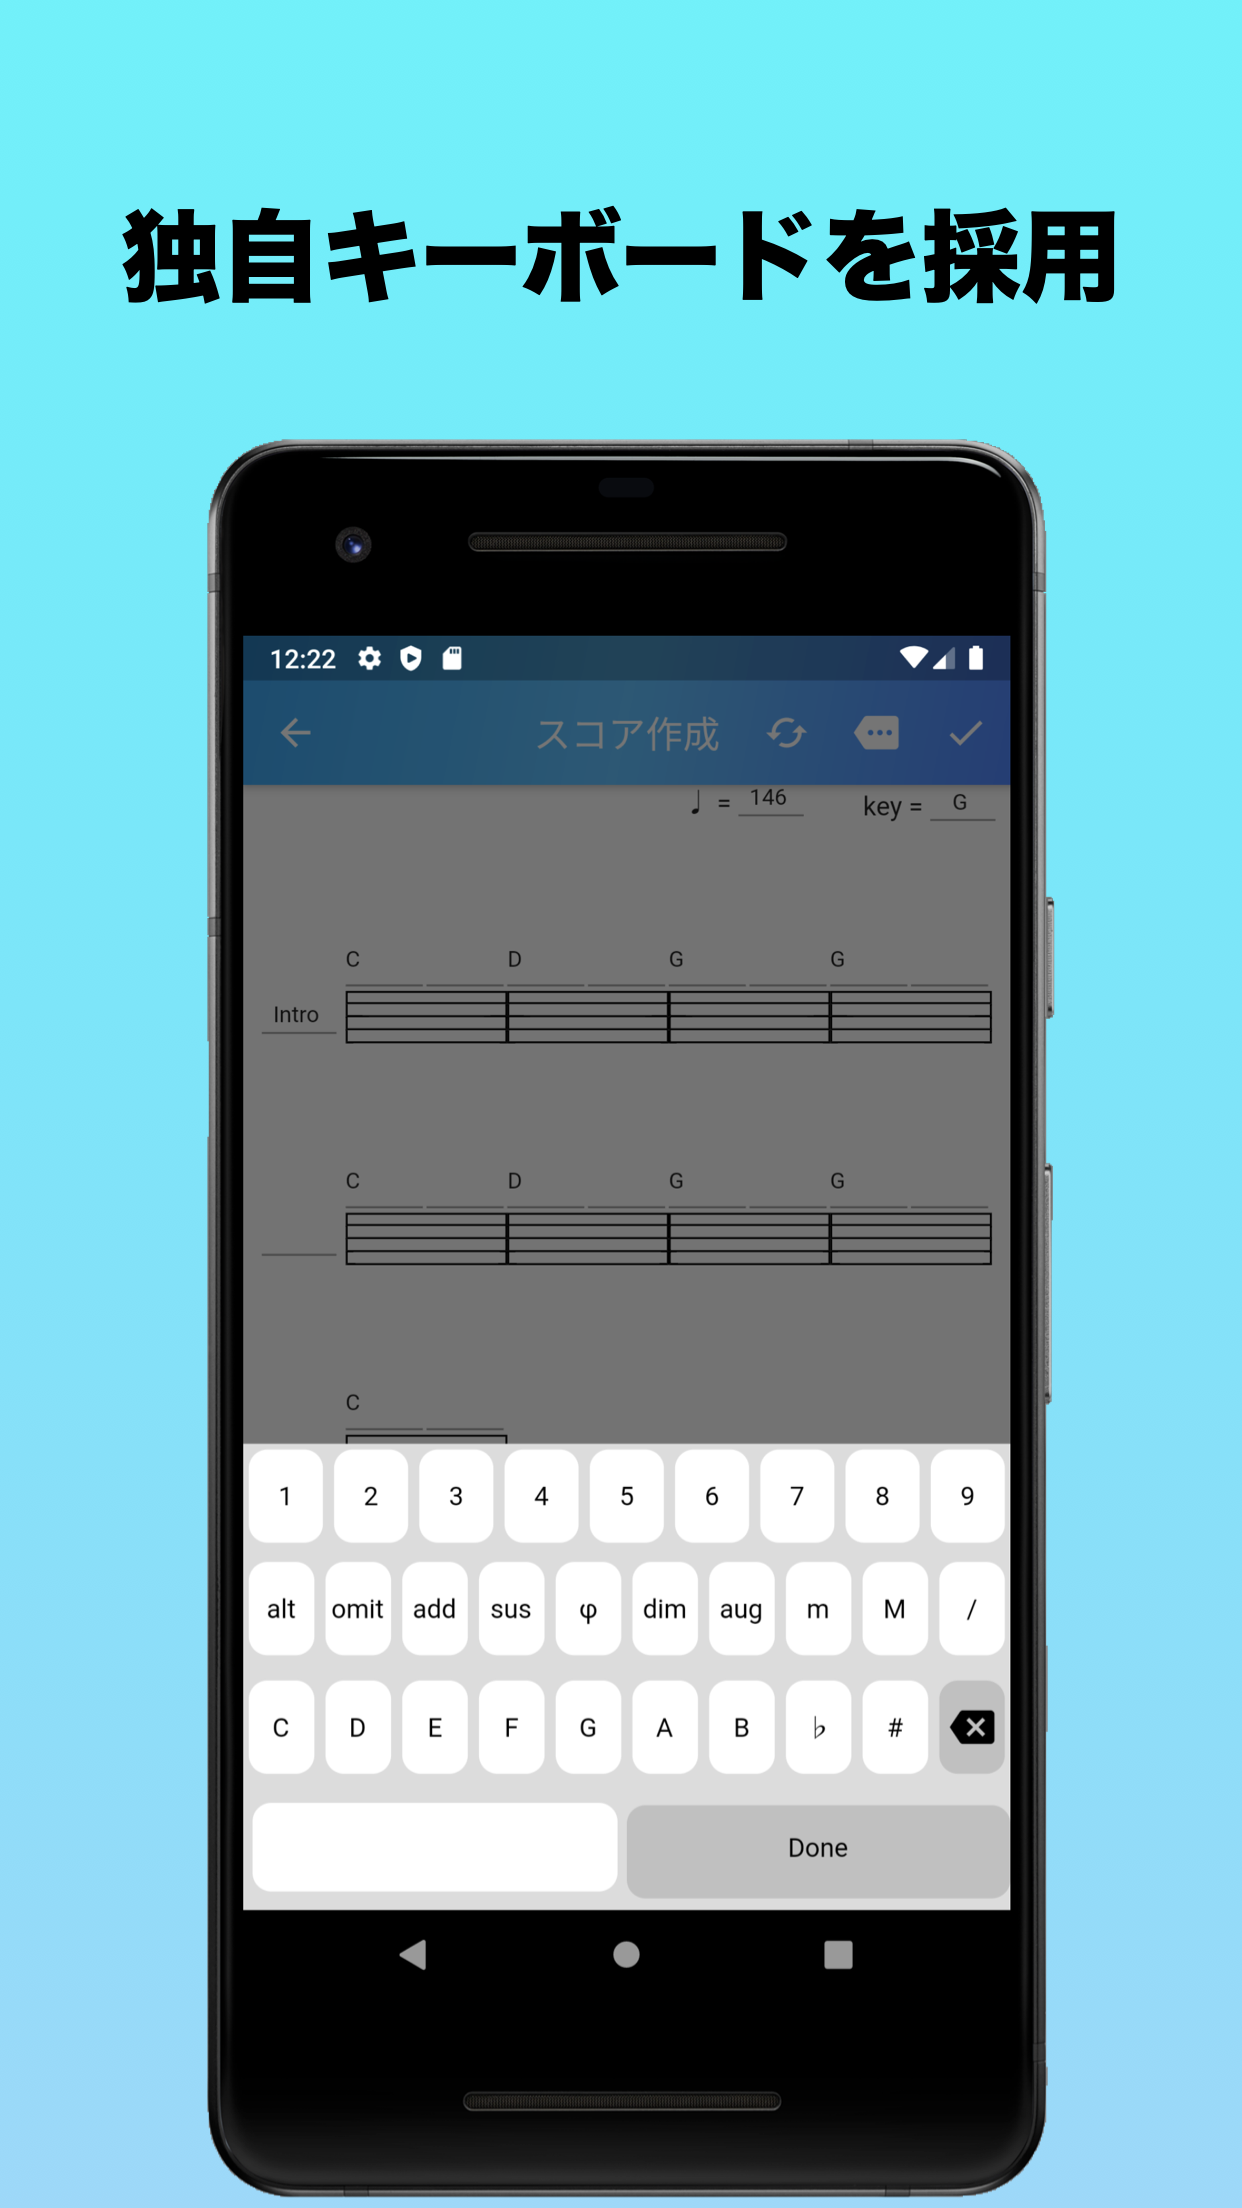 独自キーボードを採用
12:22
スコア作成
♩ = 146 key = G
C D G G
Intro
C D G G
C
1 2 3 4 5 6 7 8 9
alt omit add sus φ dim aug m M /
C D E F G A B ♭ #
Done